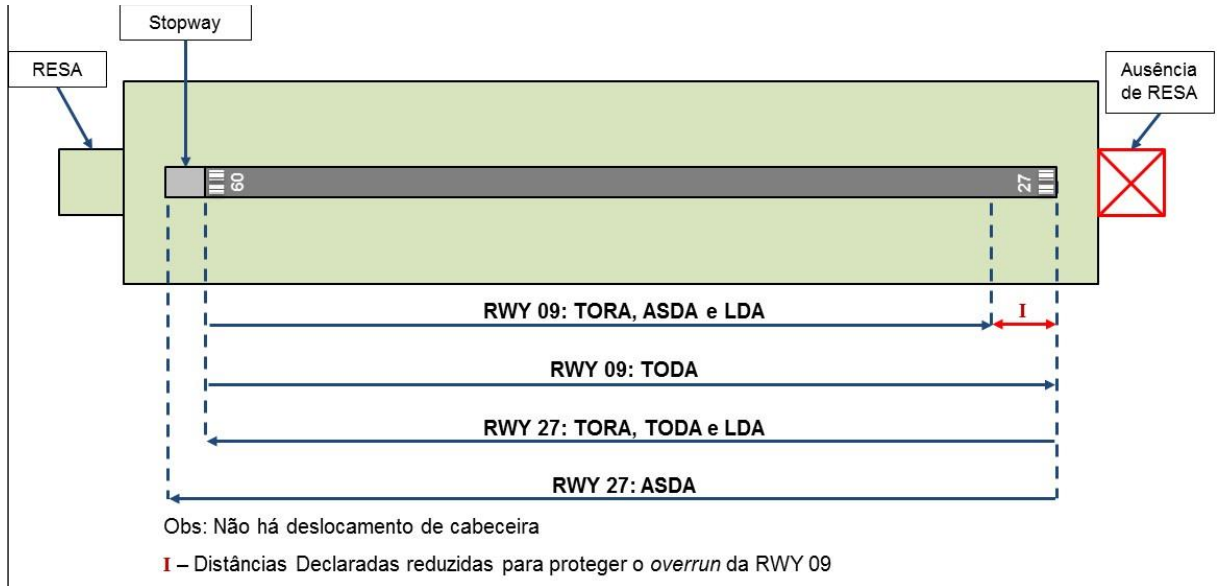 Stopway
RESA
Ausência
de RESA
09
27
RWY 09: TORA, ASDA e LDA
I
RWY 09: TODA
RWY 27: TORA, TODA e LDA
RWY 27: ASDA
Obs: Não há deslocamento de cabeceira
I – Distâncias Declaradas reduzidas para proteger o overrun da RWY 09